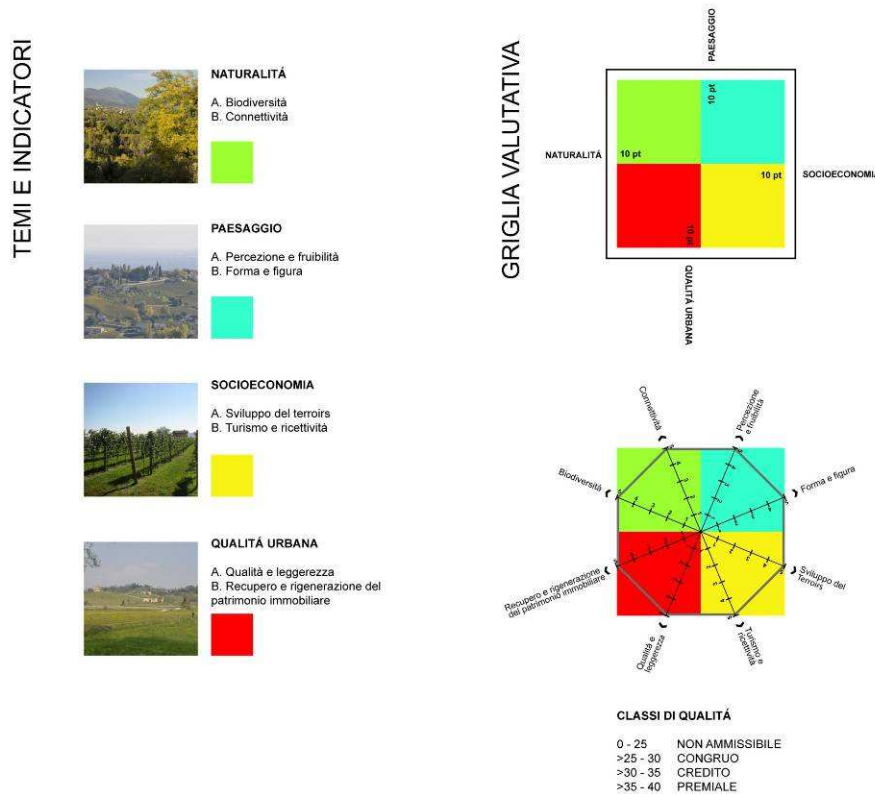 TEMI E INDICATORI
NATURALITÁ
A. Biodiversità
B. Connettività
PAESAGGIO
A. Percezione e fruibilità
B. Forma e figura
SOCIOECONOMIA
A. Sviluppo del terroirs
B. Turismo e ricettività
QUALITÁ URBANA
A. Qualità e leggerezza
B. Recupero e rigenerazione del
patrimonio immobiliare
GRIGLIA VALUTATIVA
PAESAGGIO
10 pt
NATURALITÁ
10 pt
10 pt
SOCIOECONOMIA
10 pt
QUALITÁ URBANA
Connettività
Percezione
e fruibilità
Biodiversità
Forma e figura
Recupero e rigenerazione
del patrimonio immobiliare
Sviluppo del
Terroirs
Qualità e
leggerezza
Turismo e
ricettività
CLASSI DI QUALITÁ
0 - 25 NON AMMISSIBILE
>25 - 30 CONGRUO
>30 - 35 CREDITO
>35 - 40 PREMIALE